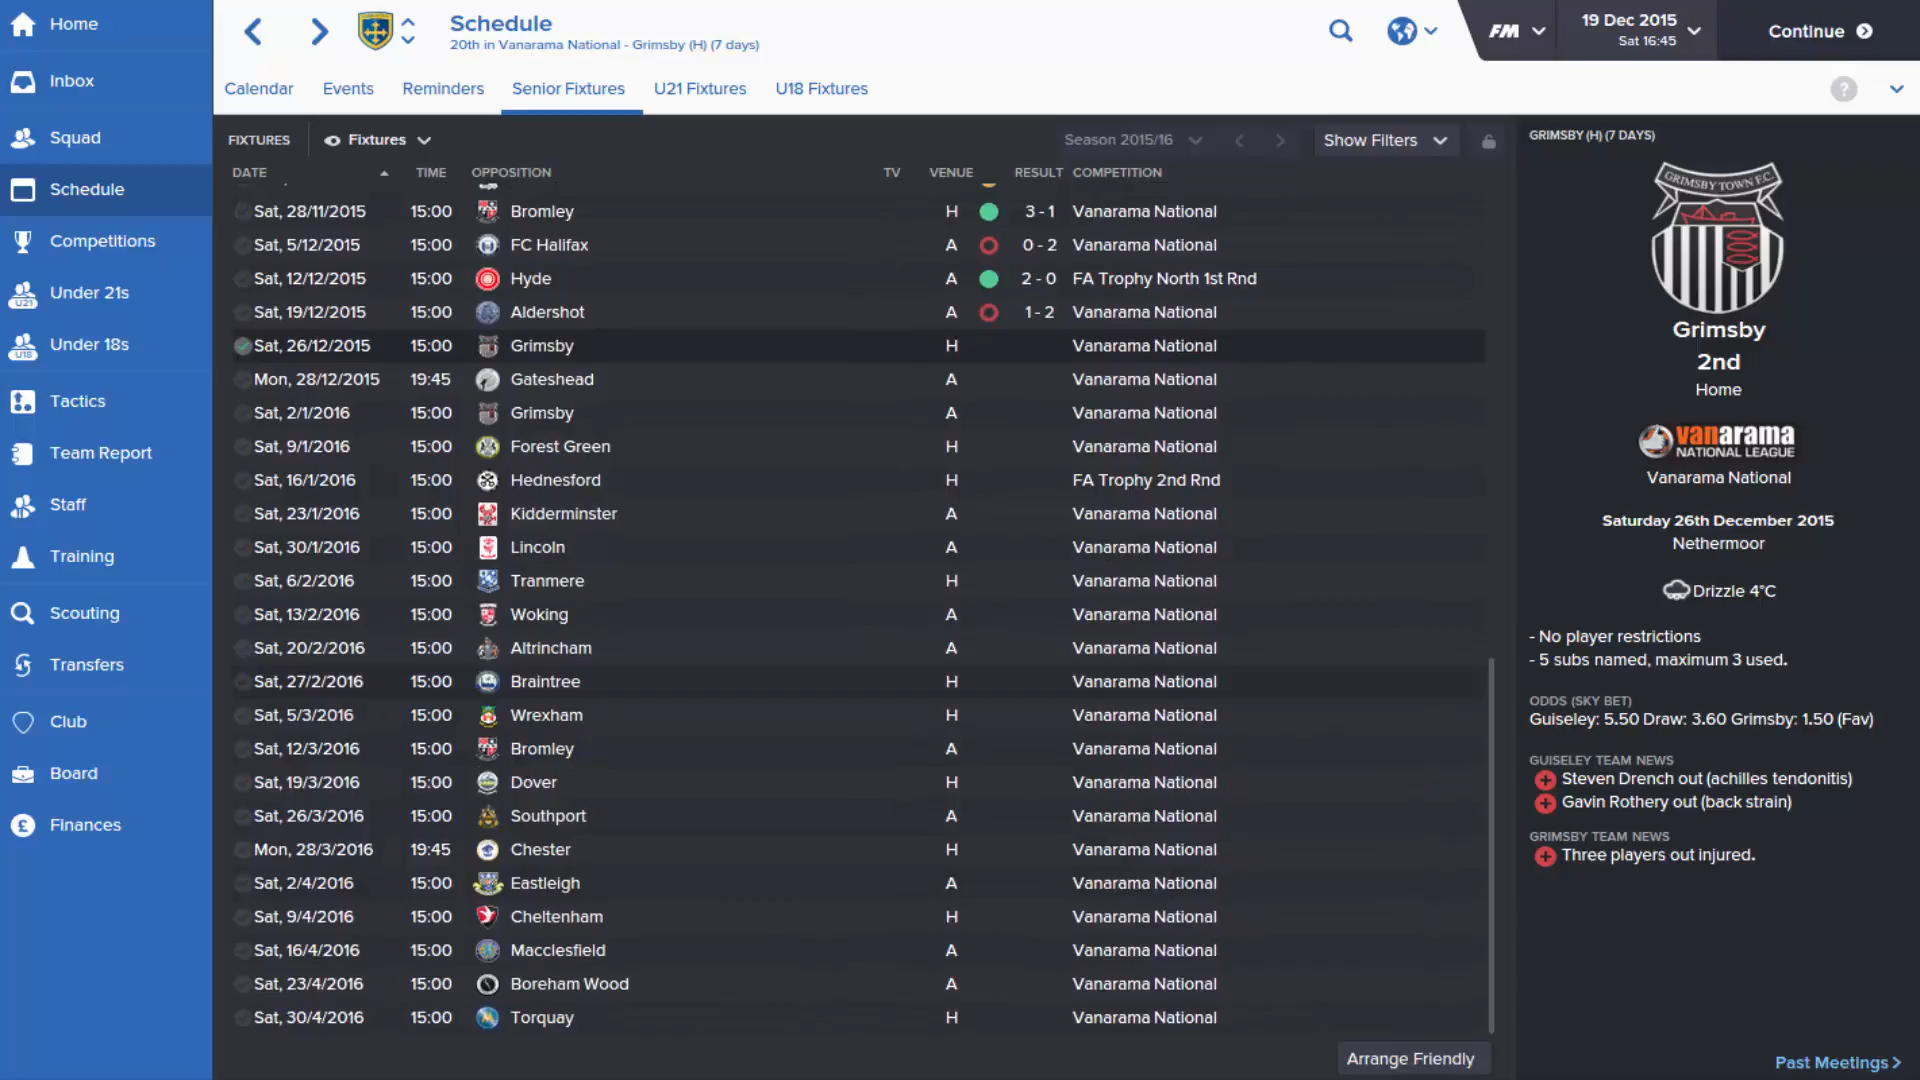 Home
Inbox
Squad
Schedule
Competitions
Under 21s
Under 18s
Tactics
Team Report
Staff
Training
Scouting
Transfers
Club
Board
Finances
U21
U18
Schedule
20th in Vanarama National - Grimsby (H) (7 days)
FM
19 Dec 2015
Sat 16:45
Continue
Calendar Events Reminders Senior Fixtures U21 Fixtures U18 Fixtures
?
FIXTURES Fixtures Season 2015/16 Show Filters
DATE TIME OPPOSITION TV VENUE RESULT COMPETITION
Sat, 28/11/2015 15:00 Bromley H 3 - 1 Vanarama National
Sat, 5/12/2015 15:00 FC Halifax A 0 - 2 Vanarama National
Sat, 12/12/2015 15:00 Hyde A 2 - 0 FA Trophy North 1st Rnd
Sat, 19/12/2015 15:00 Aldershot A 1 - 2 Vanarama National
Sat, 26/12/2015 15:00 Grimsby H Vanarama National
Mon, 28/12/2015 19:45 Gateshead A Vanarama National
Sat, 2/1/2016 15:00 Grimsby A Vanarama National
Sat, 9/1/2016 15:00 Forest Green H Vanarama National
Sat, 16/1/2016 15:00 Hednesford H FA Trophy 2nd Rnd
Sat, 23/1/2016 15:00 Kidderminster A Vanarama National
Sat, 30/1/2016 15:00 Lincoln A Vanarama National
Sat, 6/2/2016 15:00 Tranmere H Vanarama National
Sat, 13/2/2016 15:00 Woking A Vanarama National
Sat, 20/2/2016 15:00 Altrincham A Vanarama National
Sat, 27/2/2016 15:00 Braintree H Vanarama National
Sat, 5/3/2016 15:00 Wrexham H Vanarama National
Sat, 12/3/2016 15:00 Bromley A Vanarama National
Sat, 19/3/2016 15:00 Dover H Vanarama National
Sat, 26/3/2016 15:00 Southport A Vanarama National
Mon, 28/3/2016 19:45 Chester H Vanarama National
Sat, 2/4/2016 15:00 Eastleigh A Vanarama National
Sat, 9/4/2016 15:00 Cheltenham H Vanarama National
Sat, 16/4/2016 15:00 Macclesfield A Vanarama National
Sat, 23/4/2016 15:00 Boreham Wood A Vanarama National
Sat, 30/4/2016 15:00 Torquay H Vanarama National
Arrange Friendly
GRIMSBY (H) (7 DAYS)
GRIMSBY TOWN F.C.
Grimsby
2nd
Home
vanarama
NATIONAL LEAGUE
Vanarama National
Saturday 26th December 2015
Nethermoor
Drizzle 4°C
- No player restrictions
- 5 subs named, maximum 3 used.
ODDS (SKY BET)
Guiseley: 5.50 Draw: 3.60 Grimsby: 1.50 (Fav)
GUISELEY TEAM NEWS
Steven Drench out (achilles tendonitis)
Gavin Rothery out (back strain)
GRIMSBY TEAM NEWS
Three players out injured.
Past Meetings >